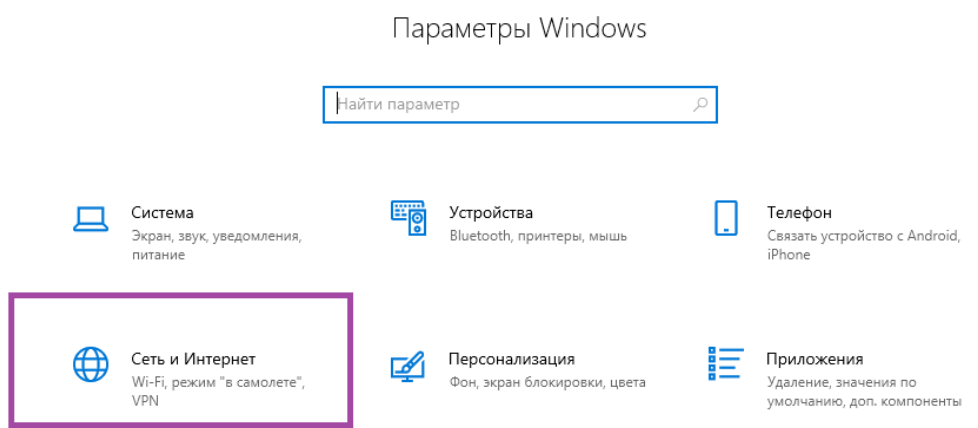 Параметры Windows
Найти параметр
Система
Экран, звук, уведомления,
питание
Устройства
Bluetooth, принтеры, мышь
Телефон
Связать устройство с Android,
iPhone
Сеть и Интернет
Wi-Fi, режим "в самолете",
VPN
Персонализация
Фон, экран блокировки, цвета
Приложения
Удаление, значения по
умолчанию, доп. компоненты